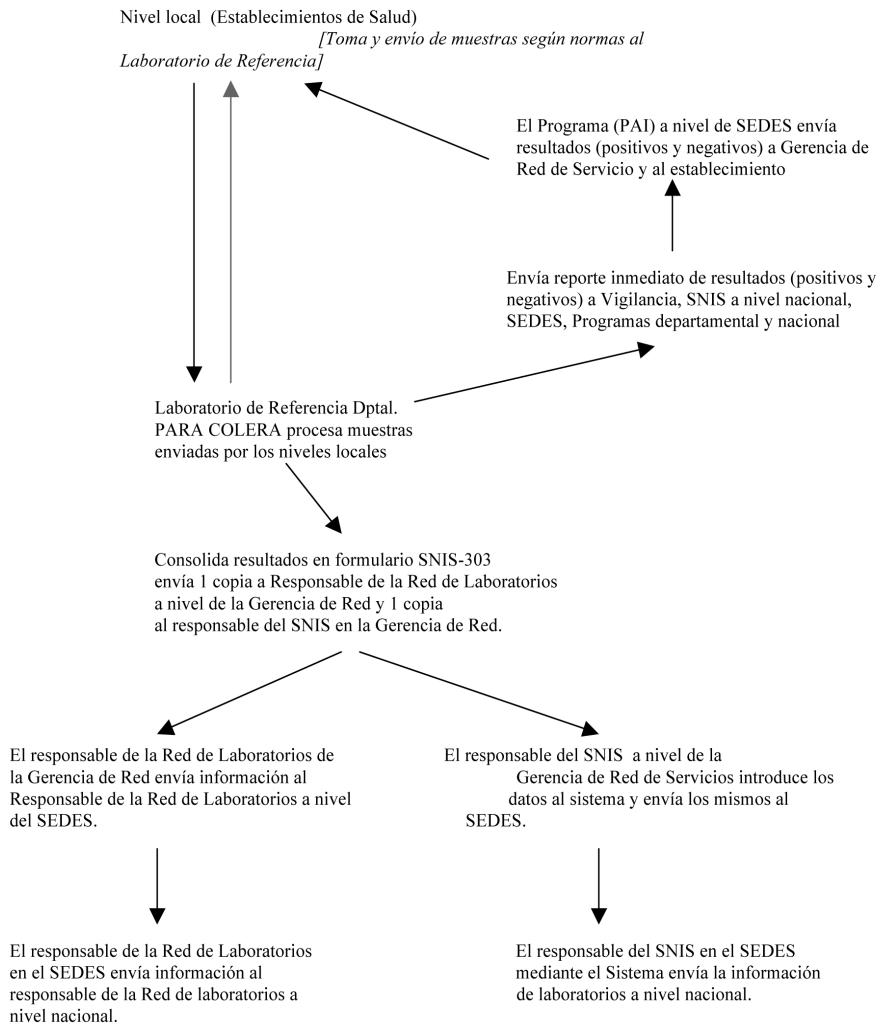 Nivel local (Establecimientos de Salud)
[Toma y envío de muestras según normas al
Laboratorio de Referencia]
El Programa (PAI) a nivel de SEDES envía
resultados (positivos y negativos) a Gerencia de
Red de Servicio y al establecimiento
Envía reporte inmediato de resultados (positivos y
negativos) a Vigilancia, SNIS a nivel nacional,
SEDES, Programas departamental y nacional
Laboratorio de Referencia Dptal.
PARA COLERA procesa muestras
enviadas por los niveles locales
Consolida resultados en formulario SNIS-303
envía 1 copia a Responsable de la Red de Laboratorios
a nivel de la Gerencia de Red y 1 copia
al responsable del SNIS en la Gerencia de Red.
El responsable de la Red de Laboratorios de
la Gerencia de Red envía información al
Responsable de la Red de Laboratorios a nivel
del SEDES.
El responsable del SNIS a nivel de la
Gerencia de Red de Servicios introduce los
datos al sistema y envía los mismos al
SEDES.
El responsable de la Red de Laboratorios
en el SEDES envía información al
responsable de la Red de laboratorios a
nivel nacional.
El responsable del SNIS en el SEDES
mediante el Sistema envía la información
de laboratorios a nivel nacional.